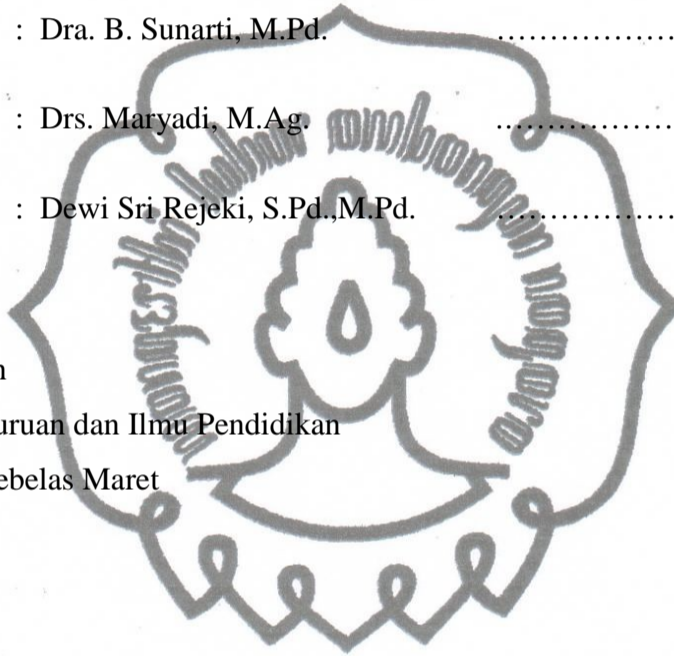 : Dra. B. Sunarti, M.Pd. ..................
: Drs. Maryadi, M.Ag. ..................
: Dewi Sri Rejeki, S.Pd.,M.Pd. ..................
uruan dan Ilmu Pendidikan
ebelas Maret